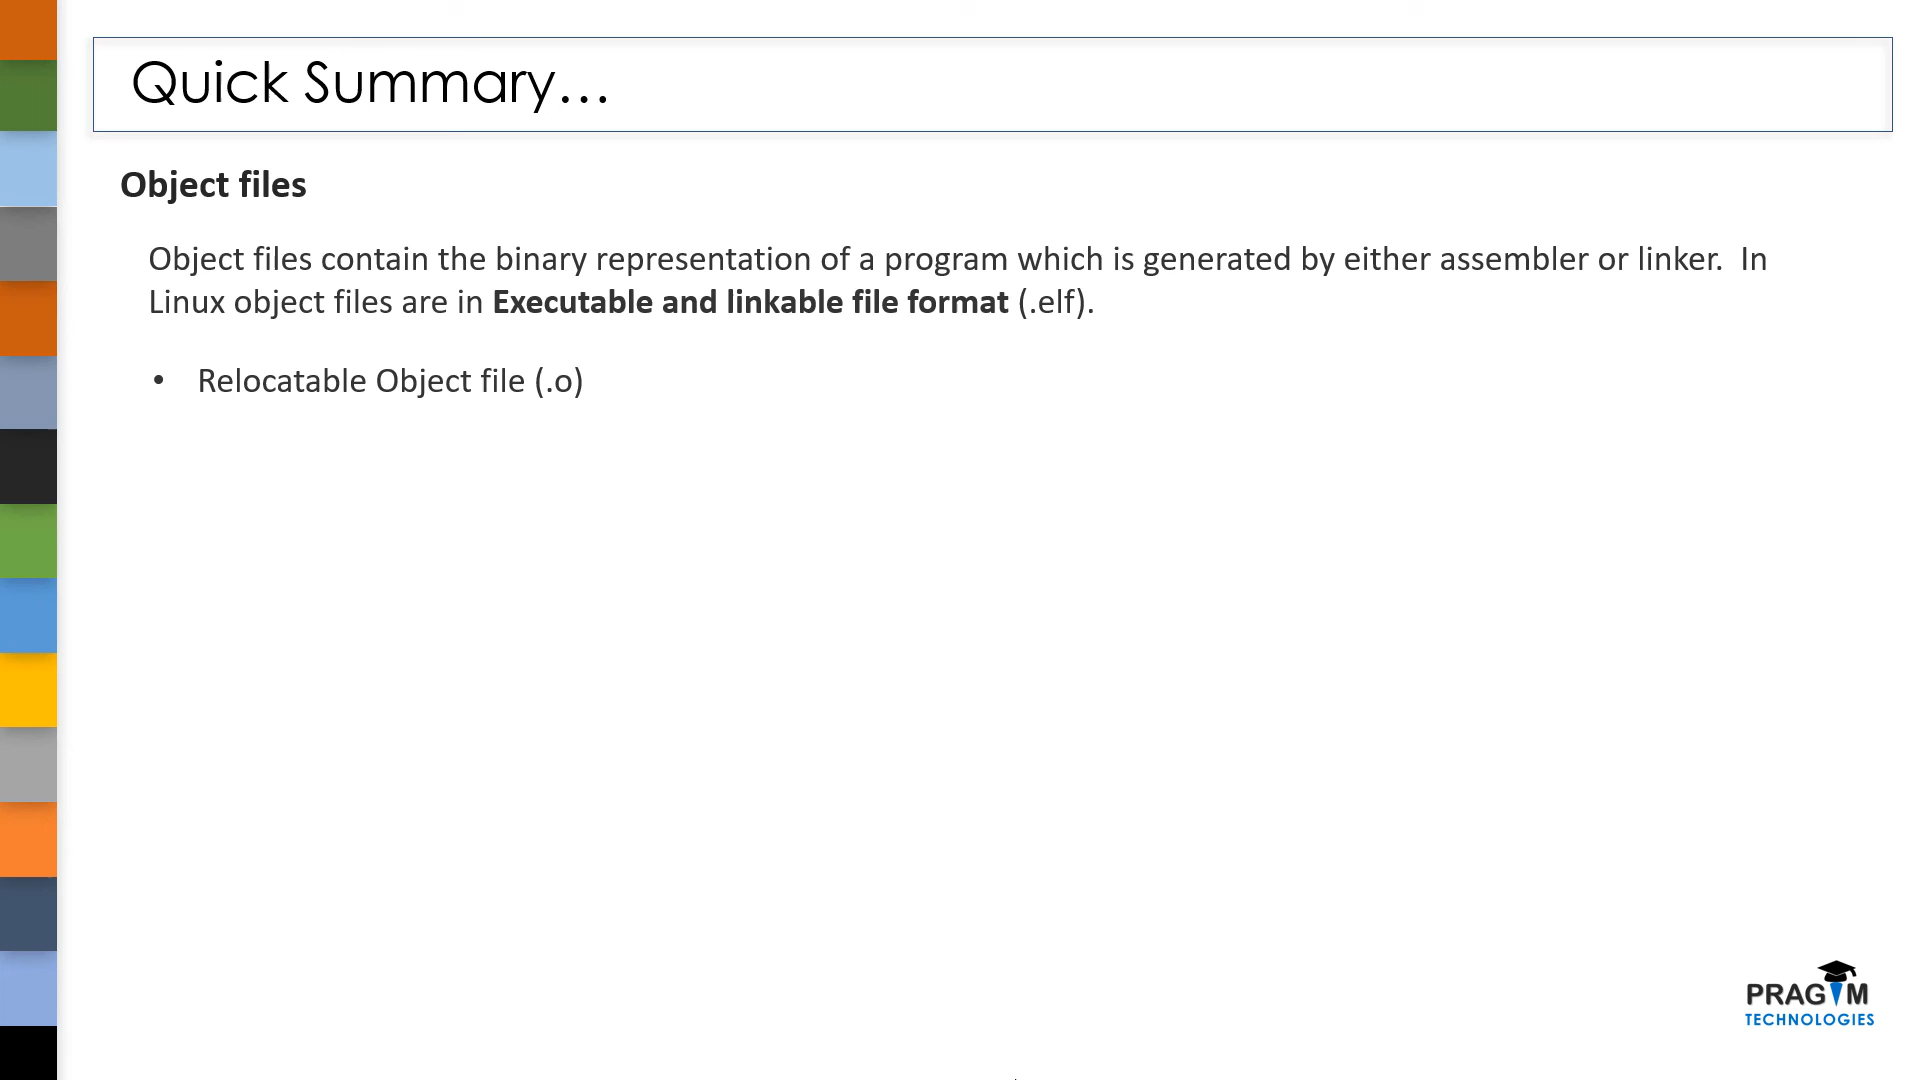 Quick Summary...
Object files
Object files contain the binary representation of a program which is generated by either assembler or linker.  In
Linux object files are in Executable and linkable file format (.elf).
• Relocatable Object file (.o)
PRAGIM
TECHNOLOGIES